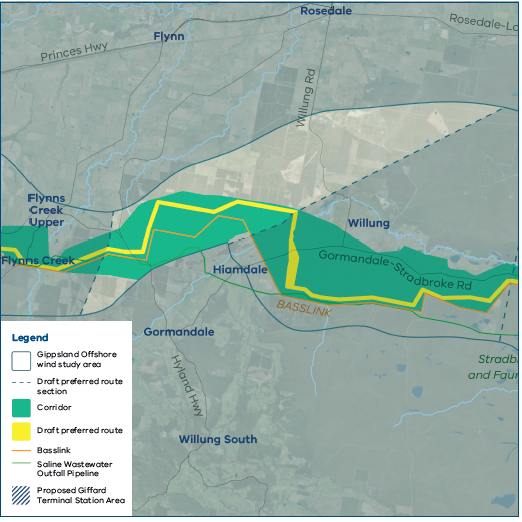 Rosedale
Rosedale-Lo
Flynn
Princes Hwy
Willung Rd
Flynns
Creek
Upper
Willung
Flynns Creek
Hiamdale
Gormandale-Stradbroke Rd
BASSLINK
Gormandale
Stradb
and Faun
Hyland Hwy
Willung South
Legend
Gippsland Offshore
wind study area
Draft preferred route
section
Corridor
Draft preferred route
Basslink
Saline Wastewater
Outfall Pipeline
Proposed Giffard
Terminal Station Area